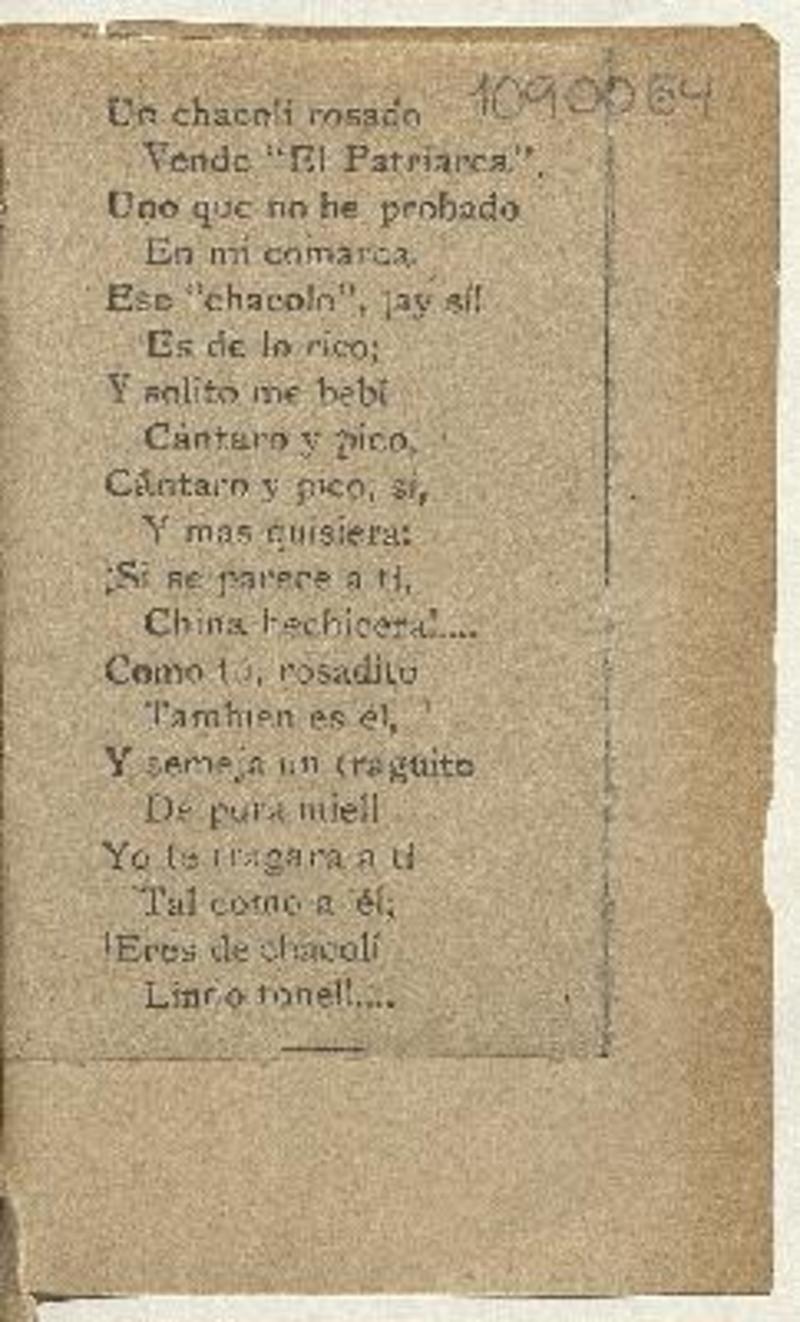 1090064
Un chacolí rosado
Vende "El Patriarca",
Uno que no he probado
En mi comarca.
Ese "chacolo", ¡ay sí!
Es de lo rico;
Y solito me bebí
Cántaro y pico,
Cántaro y pico, sí,
Y mas quisiera:
¡Si se parece a tí,
China hechicera!....
Como tú, rosadito
Tambien es él,
Y semeja un traguito
De pura miel!
Yo te tragara a tí
Tal como a él;
¡Eres de chacolí
Lindo tonel!....